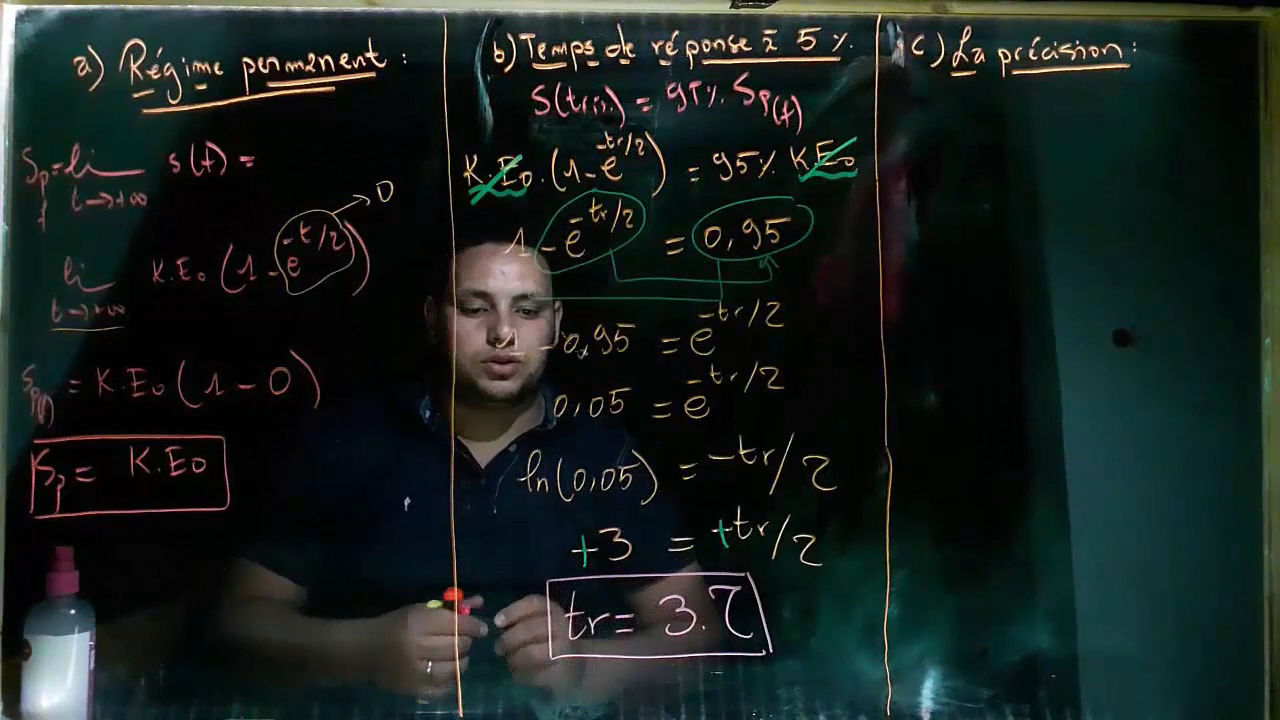 a) Régime permanent :
Sp = lim s(t) =
t→+∞
0
lim K.E₀ (1 - e^-t/τ)
t→+∞
Sp(t) = K.E₀ (1 - 0)
Sp = K.E₀
b) Temps de réponse à 5 %
S(tr5%) = 95% Sp(t)
K.E₀.(1 - e^-tr/τ) = 95% K.E₀
1 - e^-tr/τ = 0,95
1 - 0,95 = e^-tr/τ
0,05 = e^-tr/τ
ln(0,05) = -tr/τ
+3 = +tr/τ
tr = 3.τ
c) La précision :